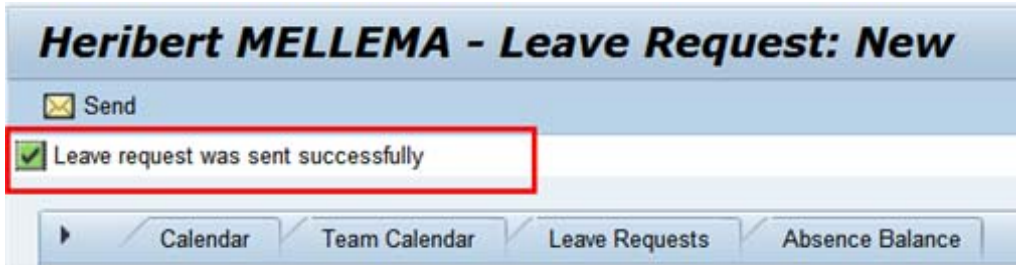 Heribert MELLEMA - Leave Request: New
Send
Leave request was sent successfully
Calendar Team Calendar Leave Requests Absence Balance